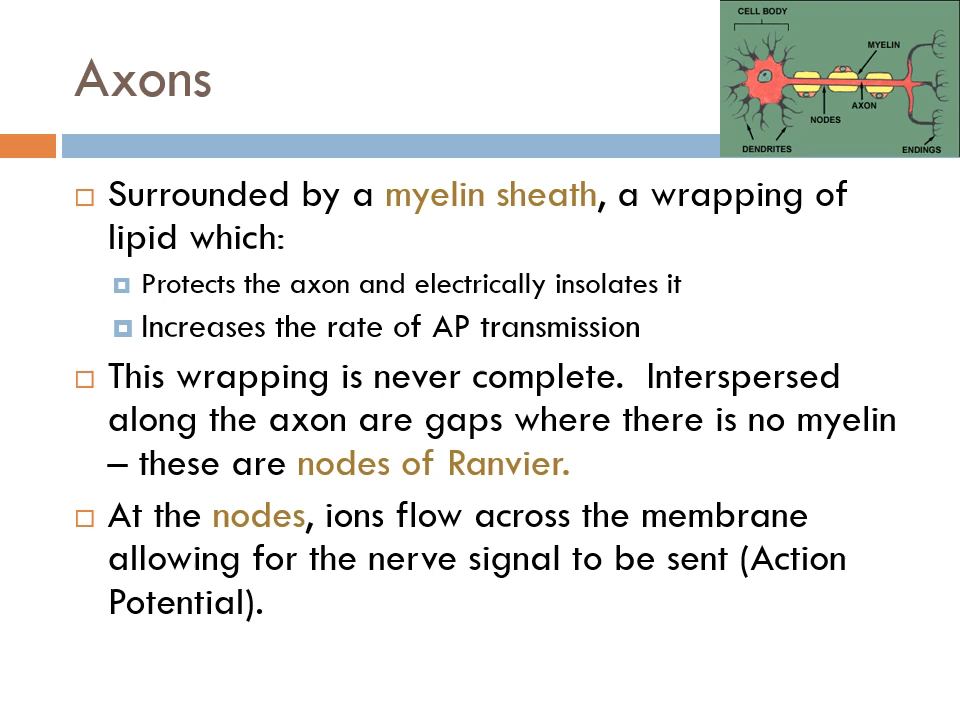 Axons
CELL BODY
MYELIN
AXON
NODES
DENDRITES
ENDINGS
Surrounded by a myelin sheath, a wrapping of
lipid which:
Protects the axon and electrically insolates it
Increases the rate of AP transmission
This wrapping is never complete.  Interspersed
along the axon are gaps where there is no myelin
– these are nodes of Ranvier.
At the nodes, ions flow across the membrane
allowing for the nerve signal to be sent (Action
Potential).